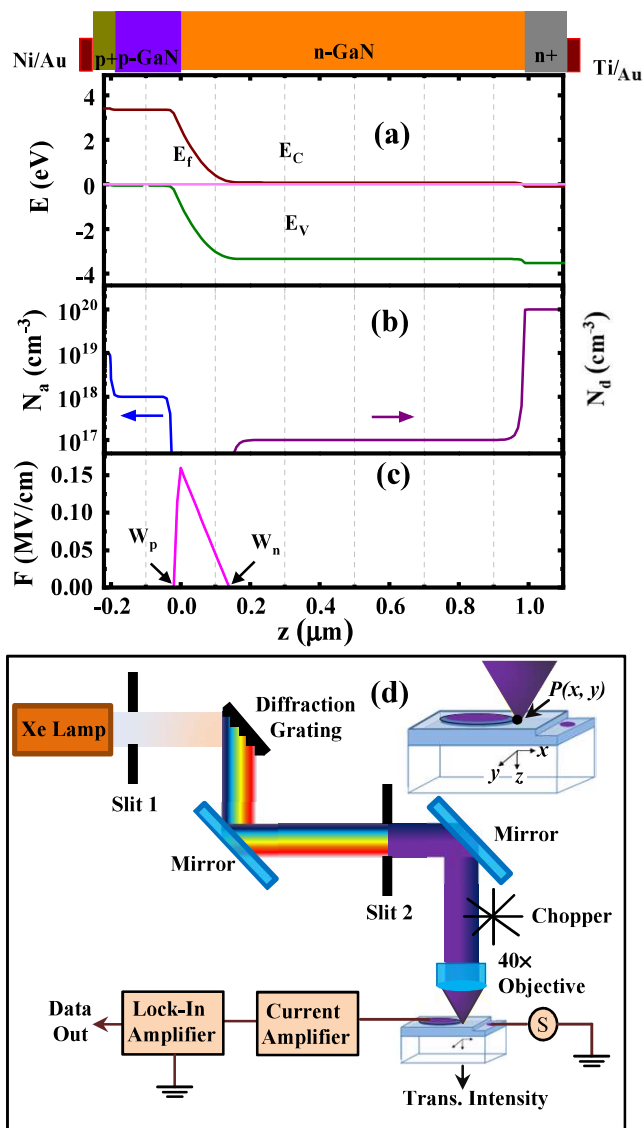 Ni/Au p+ p-GaN n-GaN n+ Ti/Au
(a)
E (eV)
4
0
-4
E_f
E_C
E_V
(b)
N_a (cm^-3)
10^20
10^19
10^18
10^17
N_d (cm^-3)
(c)
F (MV/cm)
0.15
0.10
0.05
0.00
W_p
W_n
-0.2 0.0 0.2 0.4 0.6 0.8 1.0
z (μm)
(d)
Xe Lamp
Slit 1
Diffraction
Grating
P(x, y)
x
y
z
Mirror
Slit 2
Mirror
Chopper
40×
Objective
Data
Out
Lock-In
Amplifier
Current
Amplifier
S
Trans. Intensity